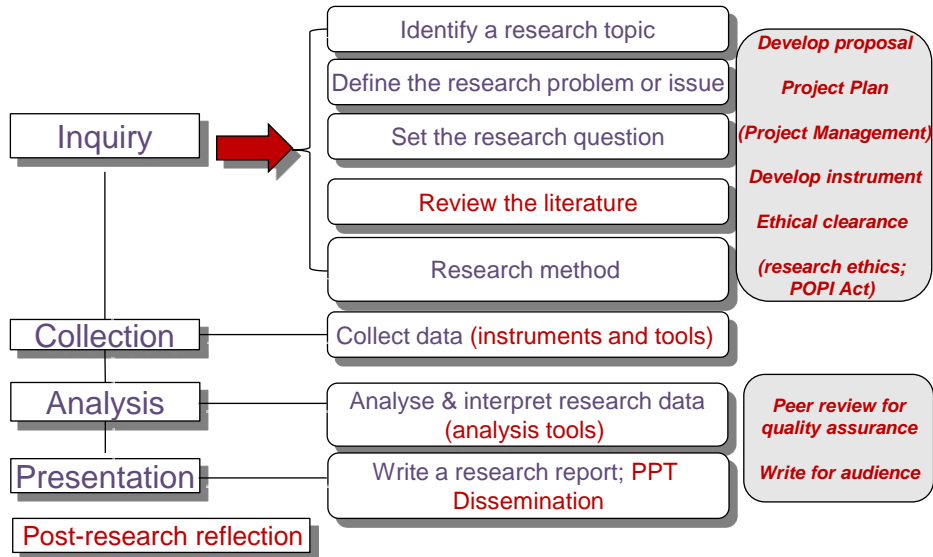 Identify a research topic
Define the research problem or issue
Inquiry
Set the research question
Review the literature
Research method
Develop proposal
Project Plan
(Project Management)
Develop instrument
Ethical clearance
(research ethics;
POPI Act)
Collection
Collect data (instruments and tools)
Analysis
Analyse & interpret research data
(analysis tools)
Presentation
Write a research report; PPT
Dissemination
Peer review for
quality assurance
Write for audience
Post-research reflection